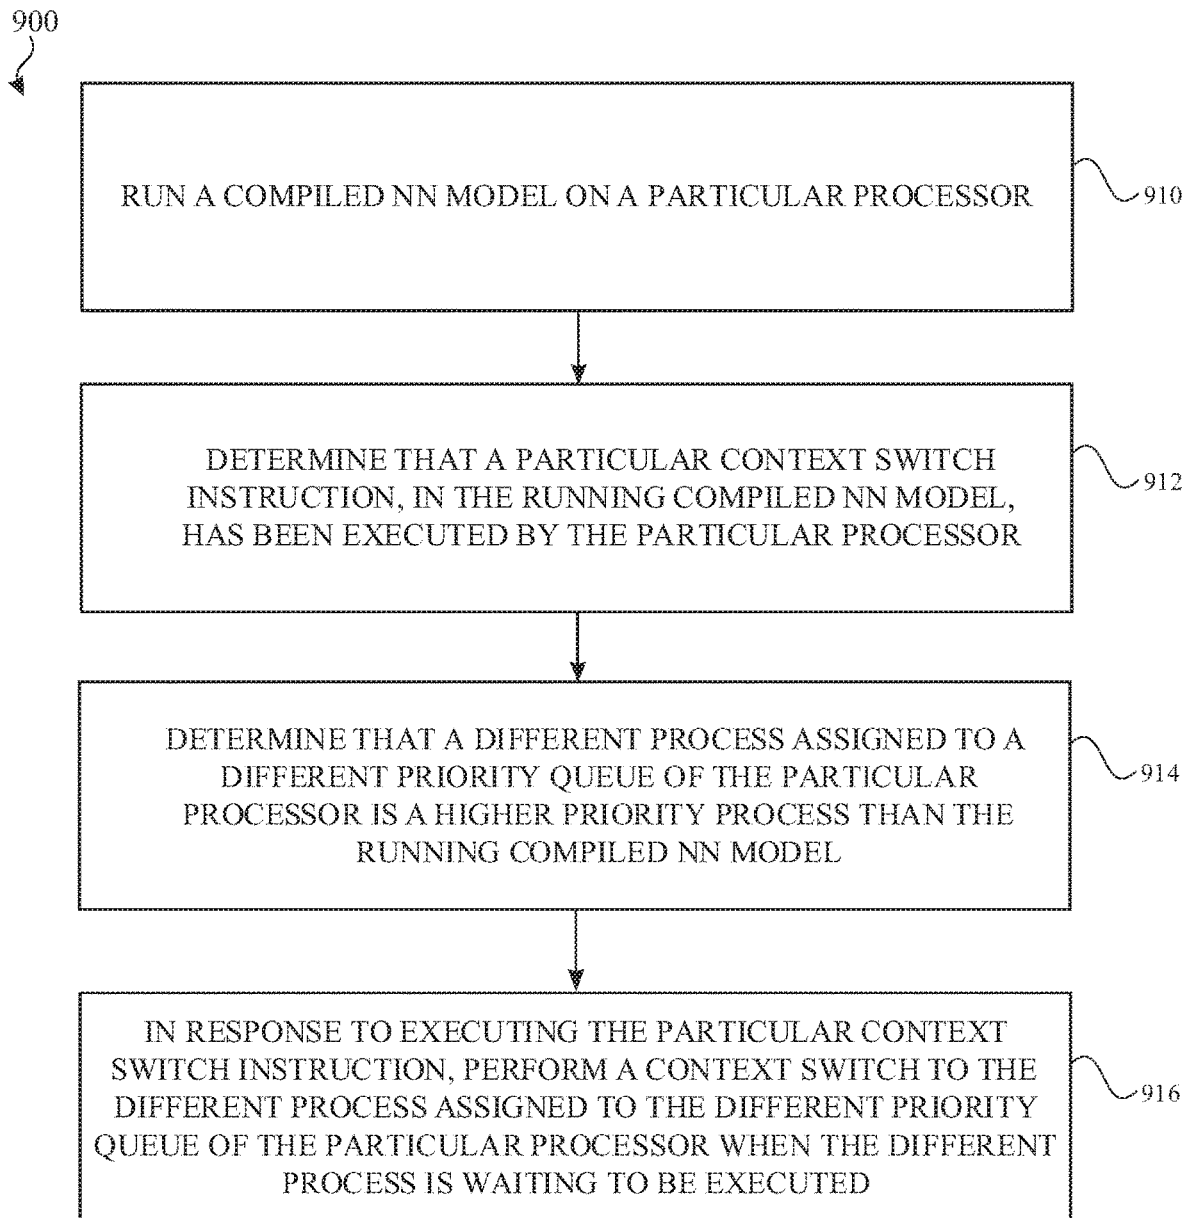 900
RUN A COMPILED NN MODEL ON A PARTICULAR PROCESSOR
910
DETERMINE THAT A PARTICULAR CONTEXT SWITCH
INSTRUCTION, IN THE RUNNING COMPILED NN MODEL,
HAS BEEN EXECUTED BY THE PARTICULAR PROCESSOR
912
DETERMINE THAT A DIFFERENT PROCESS ASSIGNED TO A
DIFFERENT PRIORITY QUEUE OF THE PARTICULAR
PROCESSOR IS A HIGHER PRIORITY PROCESS THAN THE
RUNNING COMPILED NN MODEL
914
IN RESPONSE TO EXECUTING THE PARTICULAR CONTEXT
SWITCH INSTRUCTION, PERFORM A CONTEXT SWITCH TO THE
DIFFERENT PROCESS ASSIGNED TO THE DIFFERENT PRIORITY
QUEUE OF THE PARTICULAR PROCESSOR WHEN THE DIFFERENT
PROCESS IS WAITING TO BE EXECUTED
916